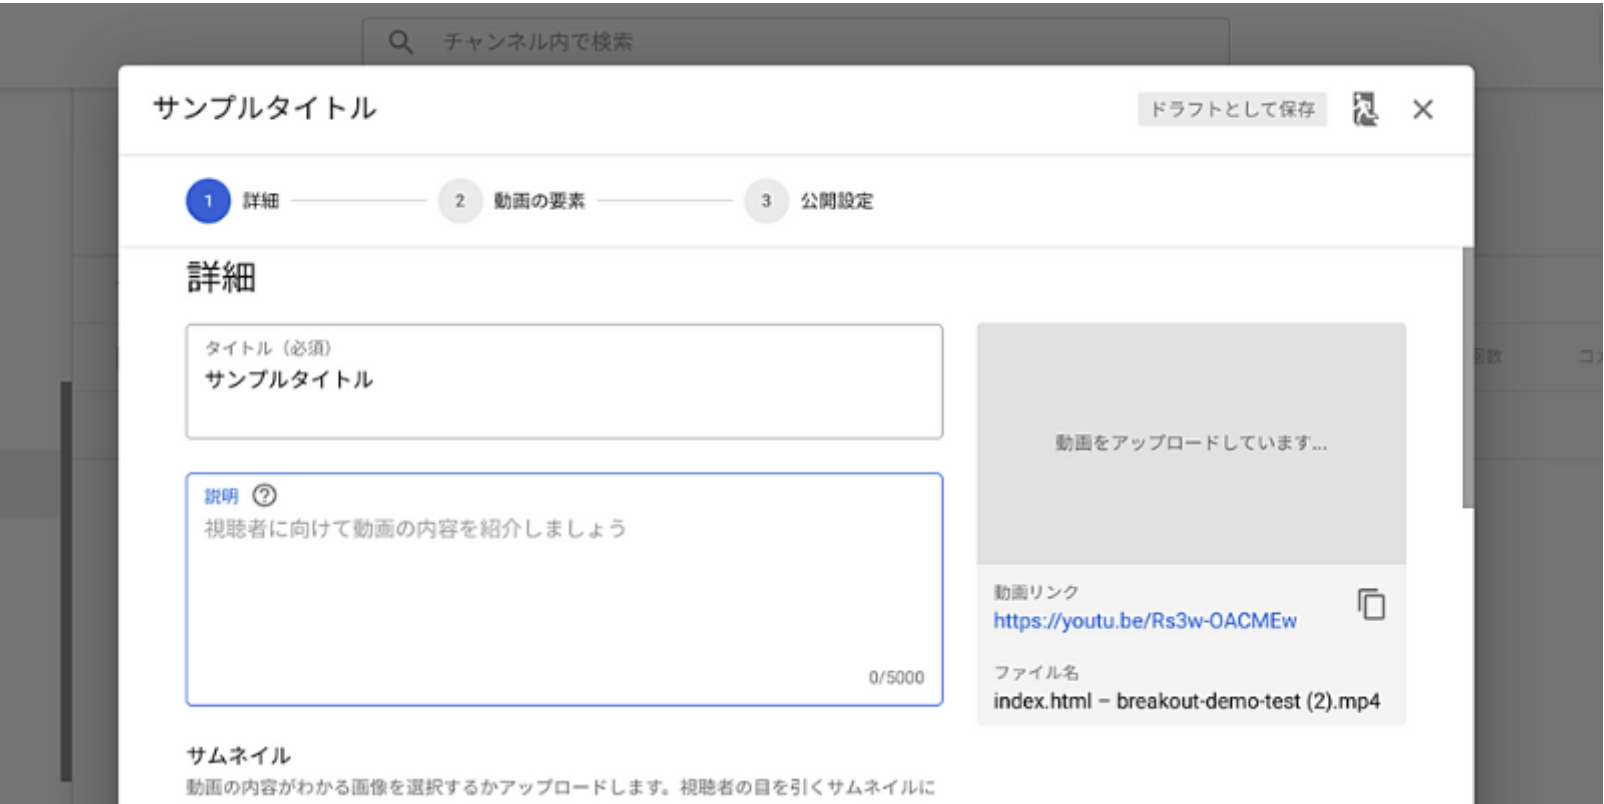 チャンネル内で検索
サンプルタイトル
ドラフトとして保存
1 詳細
2 動画の要素
3 公開設定
詳細
タイトル（必須）
サンプルタイトル
回数
動画をアップロードしています...
説明
視聴者に向けて動画の内容を紹介しましょう
0/5000
動画リンク
https://youtu.be/Rs3w-OACMEw
ファイル名
index.html – breakout-demo-test (2).mp4
サムネイル
動画の内容がわかる画像を選択するかアップロードします。視聴者の目を引くサムネイルに